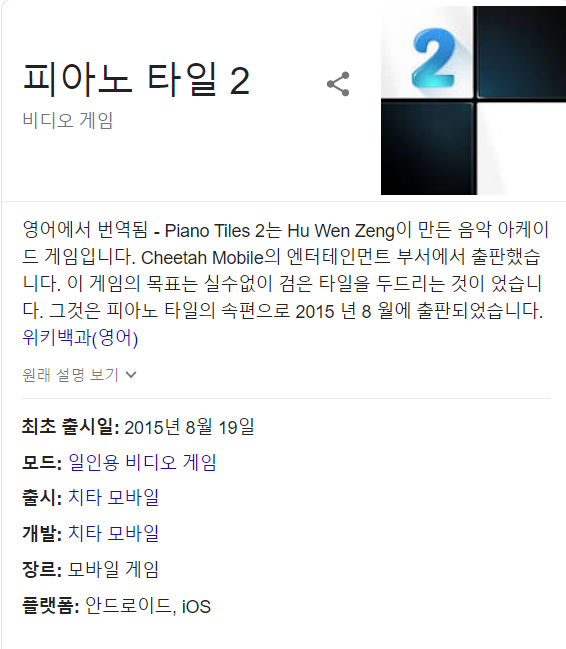 피아노 타일 2
비디오 게임
2
영어에서 번역됨 - Piano Tiles 2는 Hu Wen Zeng이 만든 음악 아케이
드 게임입니다. Cheetah Mobile의 엔터테인먼트 부서에서 출판했습
니다. 이 게임의 목표는 실수없이 검은 타일을 두드리는 것이 었습니
다. 그것은 피아노 타일의 속편으로 2015 년 8 월에 출판되었습니다.
위키백과(영어)
원래 설명 보기
최초 출시일: 2015년 8월 19일
모드: 일인용 비디오 게임
출시: 치타 모바일
개발: 치타 모바일
장르: 모바일 게임
플랫폼: 안드로이드, iOS